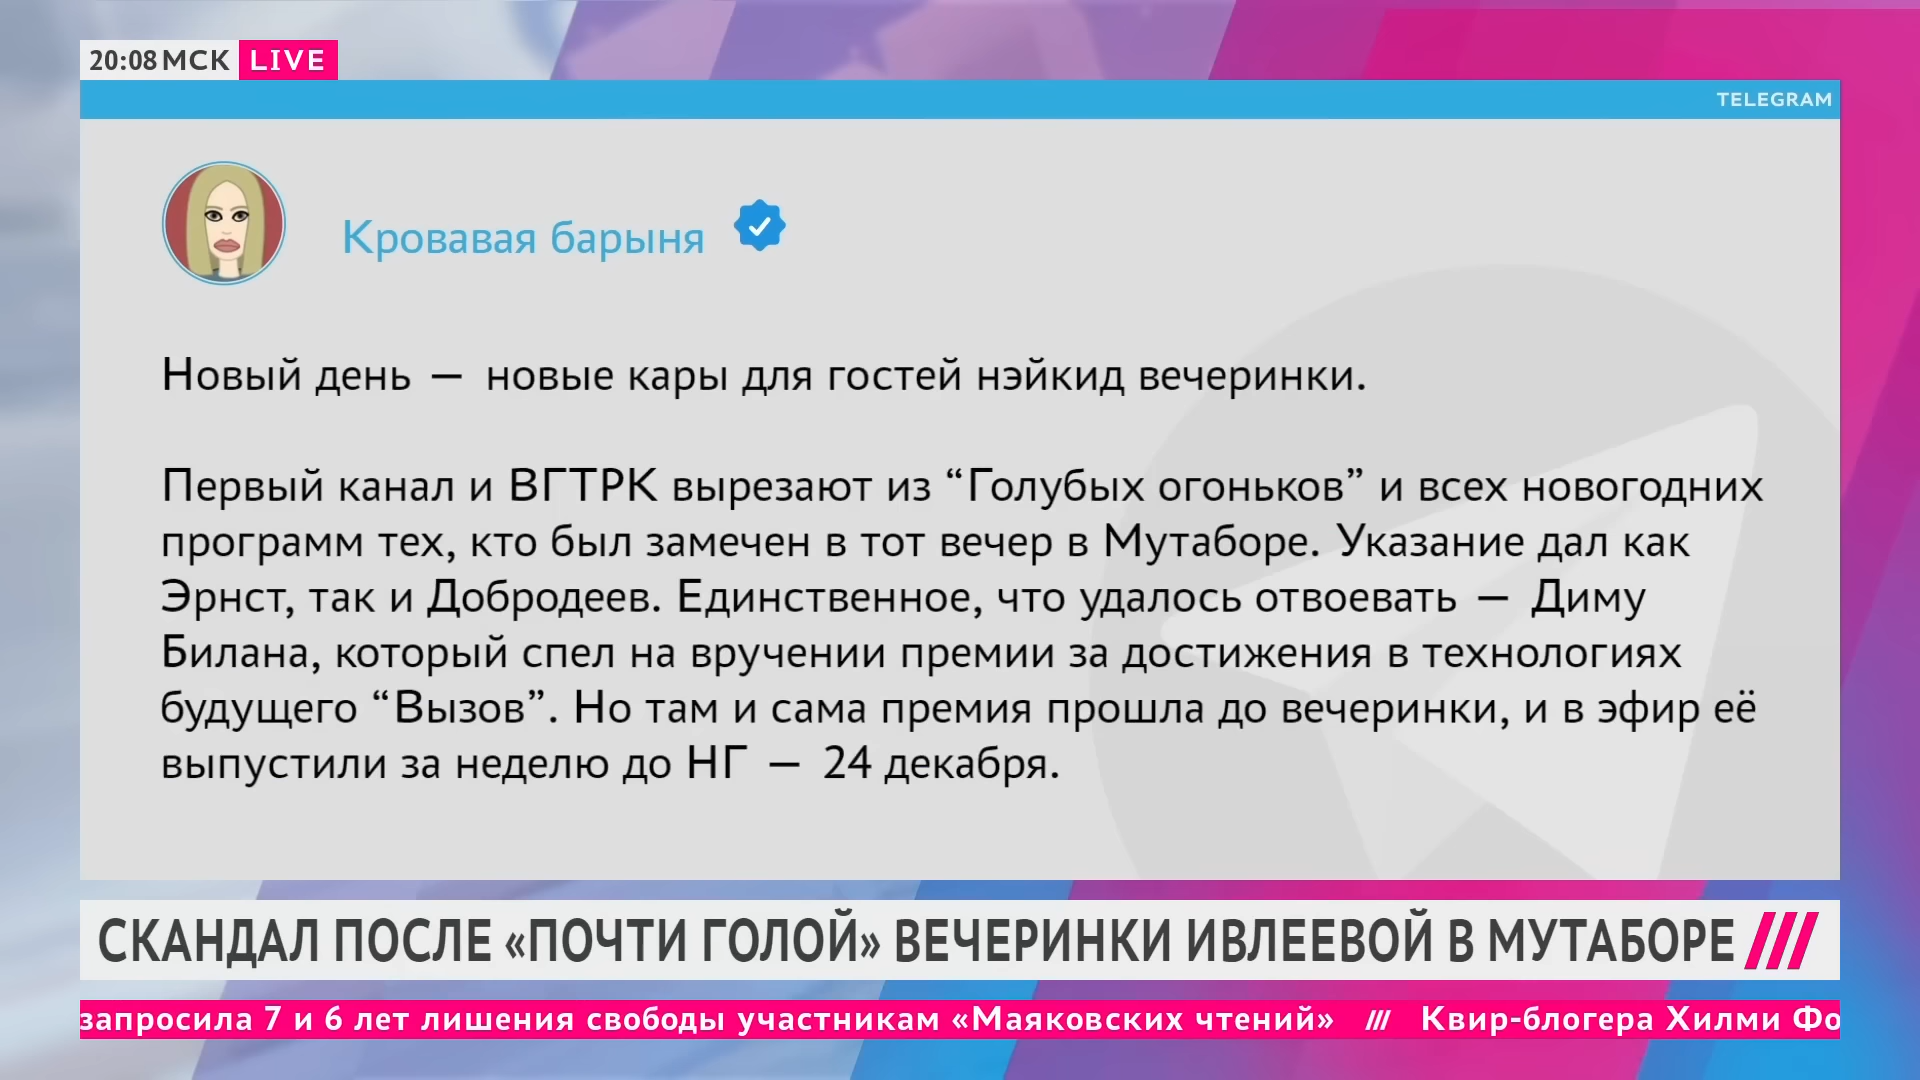 20:08 МСК LIVE
TELEGRAM
Кровавая барыня
Новый день — новые кары для гостей нэйкид вечеринки.
Первый канал и ВГТРК вырезают из “Голубых огоньков” и всех новогодних
программ тех, кто был замечен в тот вечер в Мутаборе. Указание дал как
Эрнст, так и Добродеев. Единственное, что удалось отвоевать — Диму
Билана, который спел на вручении премии за достижения в технологиях
будущего “Вызов”. Но там и сама премия прошла до вечеринки, и в эфир её
выпустили за неделю до НГ — 24 декабря.
СКАНДАЛ ПОСЛЕ «ПОЧТИ ГОЛОЙ» ВЕЧЕРИНКИ ИВЛЕЕВОЙ В МУТАБОРЕ
запросила 7 и 6 лет лишения свободы участникам «Маяковских чтений» /// Квир-блогера Хилми Фо